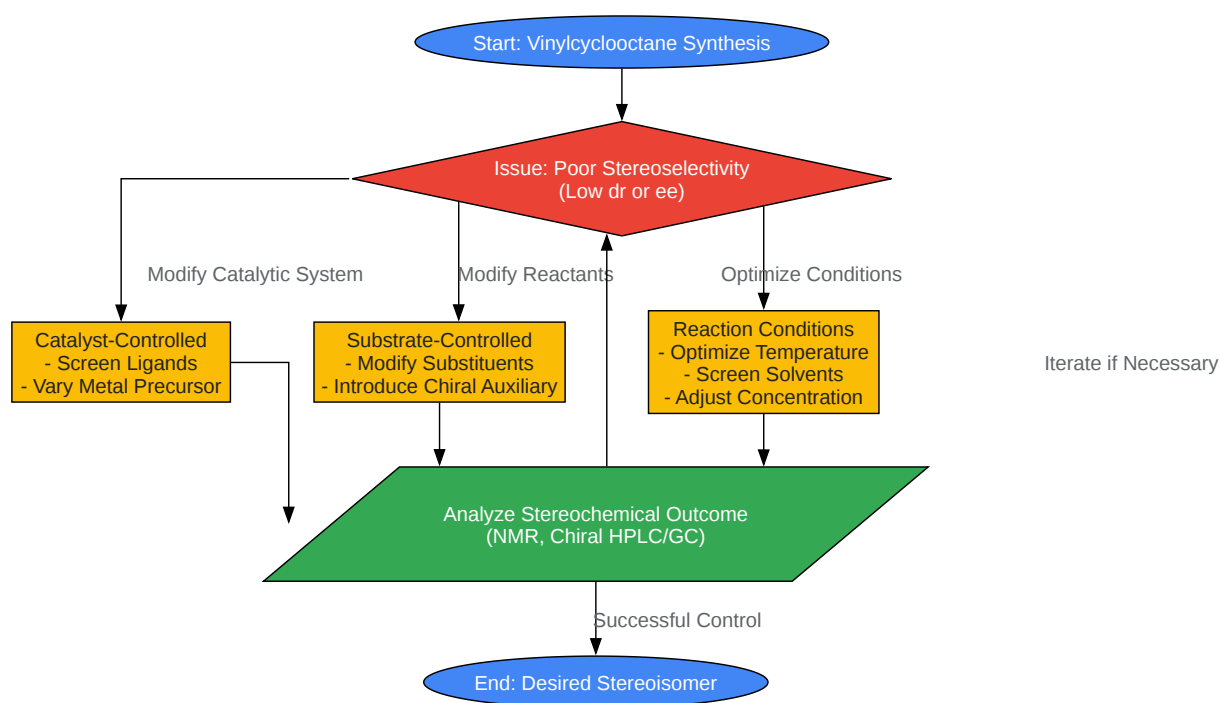 Start: Vinylcyclooctane Synthesis
Issue: Poor Stereoselectivity
(Low dr or ee)
Modify Catalytic System
Modify Reactants
Optimize Conditions
Catalyst-Controlled
- Screen Ligands
- Vary Metal Precursor
Substrate-Controlled
- Modify Substituents
- Introduce Chiral Auxiliary
Reaction Conditions
- Optimize Temperature
- Screen Solvents
- Adjust Concentration
Iterate if Necessary
Analyze Stereochemical Outcome
(NMR, Chiral HPLC/GC)
Successful Control
End: Desired Stereoisomer